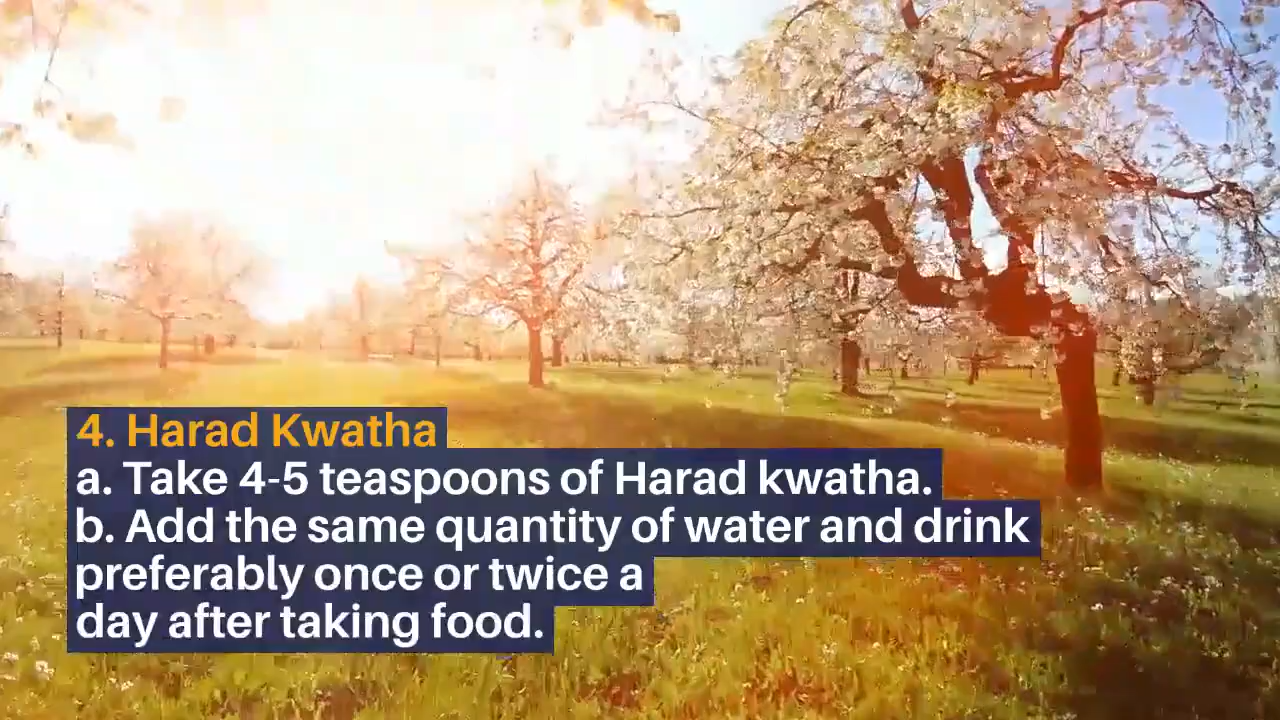 4. Harad Kwatha
a. Take 4-5 teaspoons of Harad kwatha.
b. Add the same quantity of water and drink
preferably once or twice a
day after taking food.